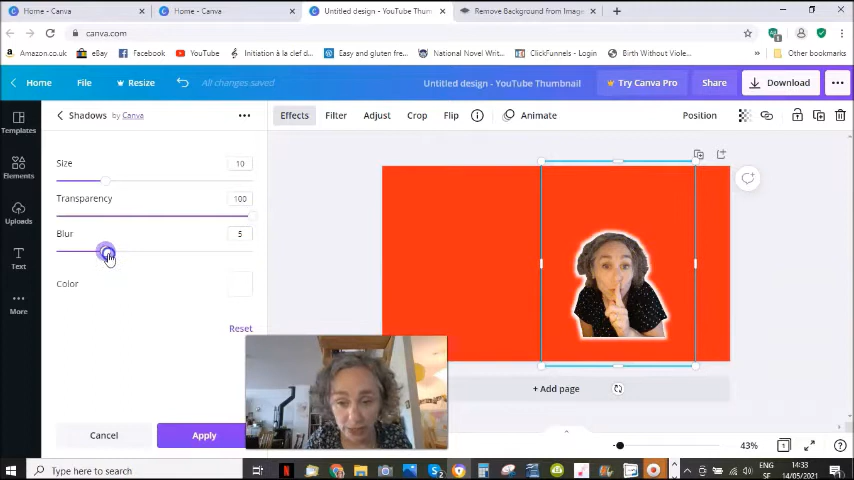 Home - Canva
Home - Canva
Untitled design - YouTube Thum
Remove Background from Image
canva.com
Amazon.co.uk
eBay
Facebook
YouTube
Initiation à la clef d...
Easy and gluten free...
National Novel Writ...
ClickFunnels - Login
Birth Without Viole...
Other bookmarks
Home
File
Resize
All changes saved
Untitled design - YouTube Thumbnail
Try Canva Pro
Share
Download
Templates
Elements
Uploads
Text
More
Shadows by Canva
Size
10
Transparency
100
Blur
5
Color
Reset
Cancel
Apply
Effects
Filter
Adjust
Crop
Flip
Animate
Position
+ Add page
43%
1
Type here to search
ENG
SF
14:33
14/05/2021